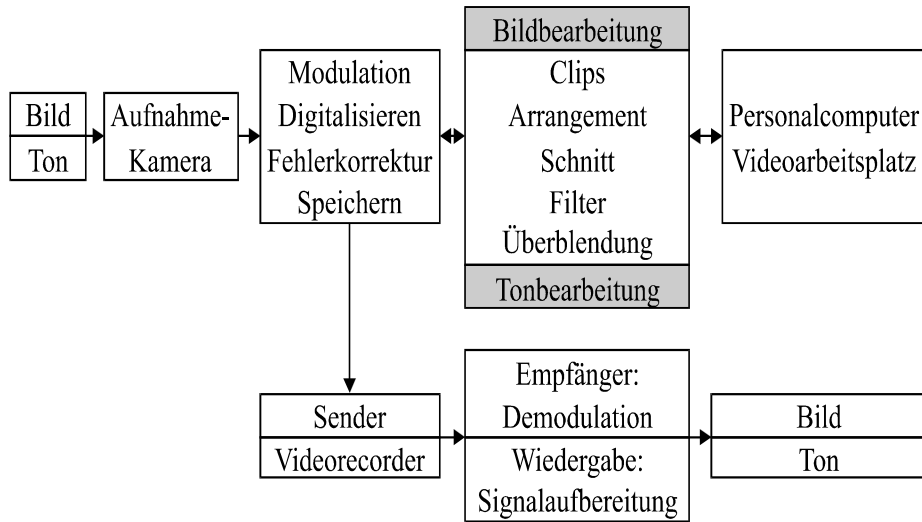 Bild
Ton
Aufnahme-
Kamera
Modulation
Digitalisieren
Fehlerkorrektur
Speichern
Bildbearbeitung
Clips
Arrangement
Schnitt
Filter
Überblendung
Tonbearbeitung
Personalcomputer
Videoarbeitsplatz
Sender
Videorecorder
Empfänger:
Demodulation
Wiedergabe:
Signalaufbereitung
Bild
Ton